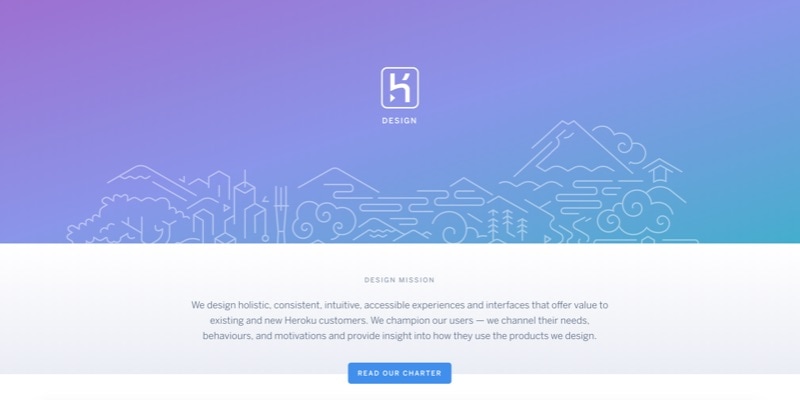 DESIGN
DESIGN MISSION
We design holistic, consistent, intuitive, accessible experiences and interfaces that offer value to
existing and new Heroku customers. We champion our users — we channel their needs,
behaviours, and motivations and provide insight into how they use the products we design.
READ OUR CHARTER